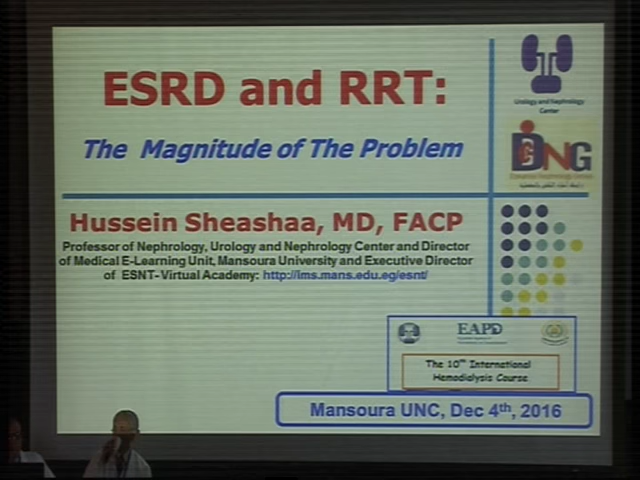 ESRD and RRT:
The Magnitude of The Problem
Urology and Nephrology
Center
DNG
Hussein Sheashaa, MD, FACP
Professor of Nephrology, Urology and Nephrology Center and Director
of Medical E-Learning Unit, Mansoura University and Executive Director
of ESNT-Virtual Academy: http://lms.mans.edu.eg/esnt/
EAPD
The 10th International
Hemodialysis Course
Mansoura UNC, Dec 4th, 2016